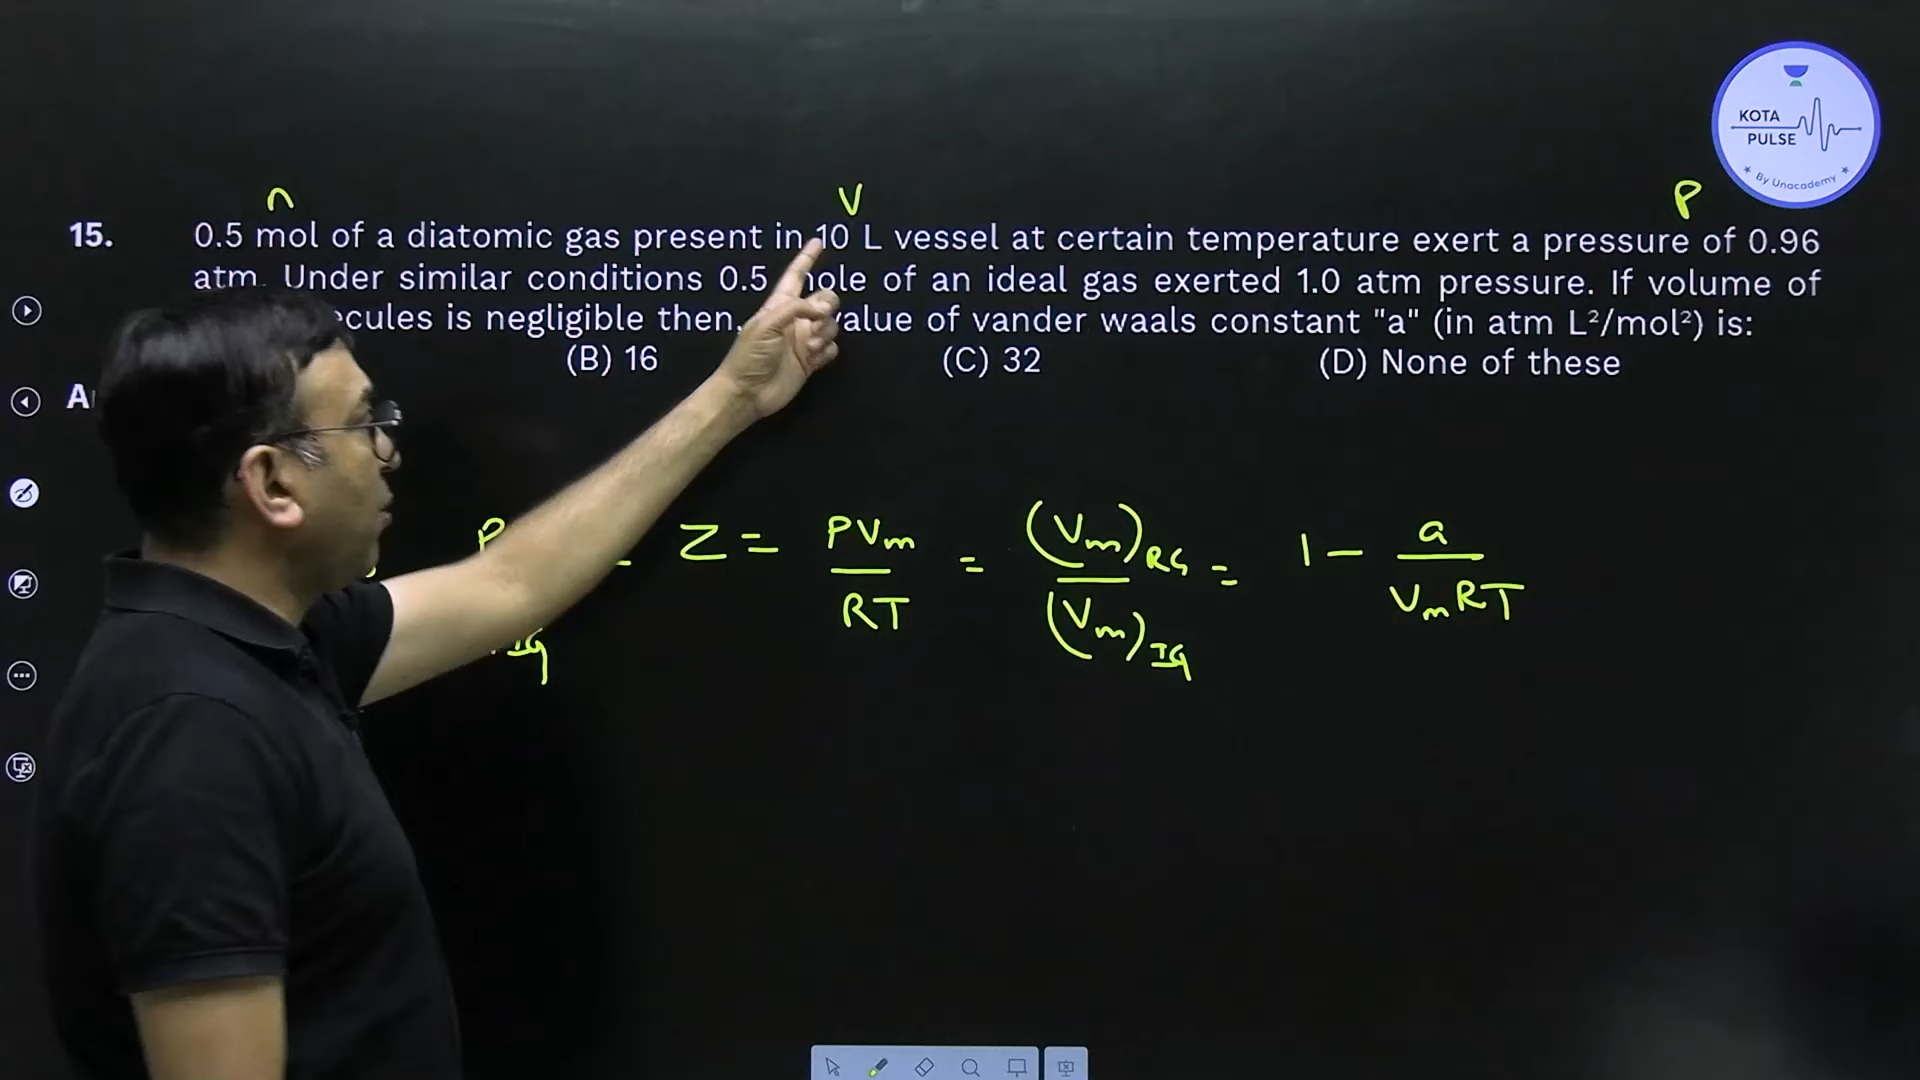 KOTA
PULSE
By Unacademy
n V P
15. 0.5 mol of a diatomic gas present in 10 L vessel at certain temperature exert a pressure of 0.96
atm. Under similar conditions 0.5 of an ideal gas exerted 1.0 atm pressure. If volume of
is negligible then, value of vander waals constant "a" (in atm L²/mol²) is:
(B) 16 (C) 32 (D) None of these
Z = PVm / RT = (Vm)RG / (Vm)IG = 1 - a / VmRT